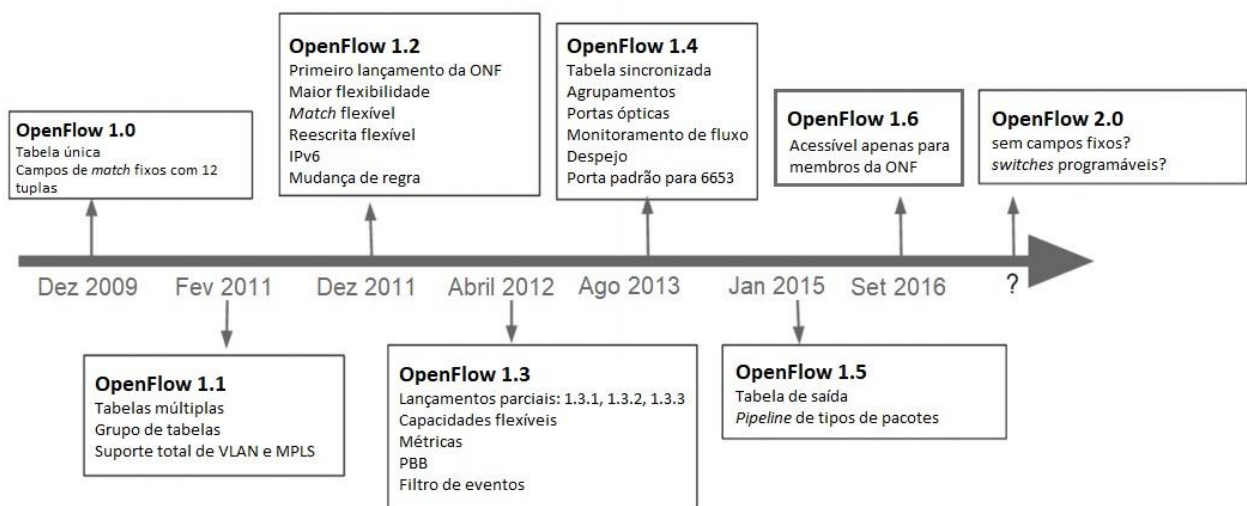 OpenFlow 1.0
Tabela única
Campos de match fixos com 12
tuplas
OpenFlow 1.2
Primeiro lançamento da ONF
Maior flexibilidade
Match flexível
Reescrita flexível
IPv6
Mudança de regra
OpenFlow 1.4
Tabela sincronizada
Agrupamentos
Portas ópticas
Monitoramento de fluxo
Despejo
Porta padrão para 6653
OpenFlow 1.6
Acessível apenas para
membros da ONF
OpenFlow 2.0
sem campos fixos?
switches programáveis?
Dez 2009
Fev 2011
Dez 2011
Abril 2012
Ago 2013
Jan 2015
Set 2016
?
OpenFlow 1.1
Tabelas múltiplas
Grupo de tabelas
Suporte total de VLAN e MPLS
OpenFlow 1.3
Lançamentos parciais: 1.3.1, 1.3.2, 1.3.3
Capacidades flexíveis
Métricas
PBB
Filtro de eventos
OpenFlow 1.5
Tabela de saída
Pipeline de tipos de pacotes